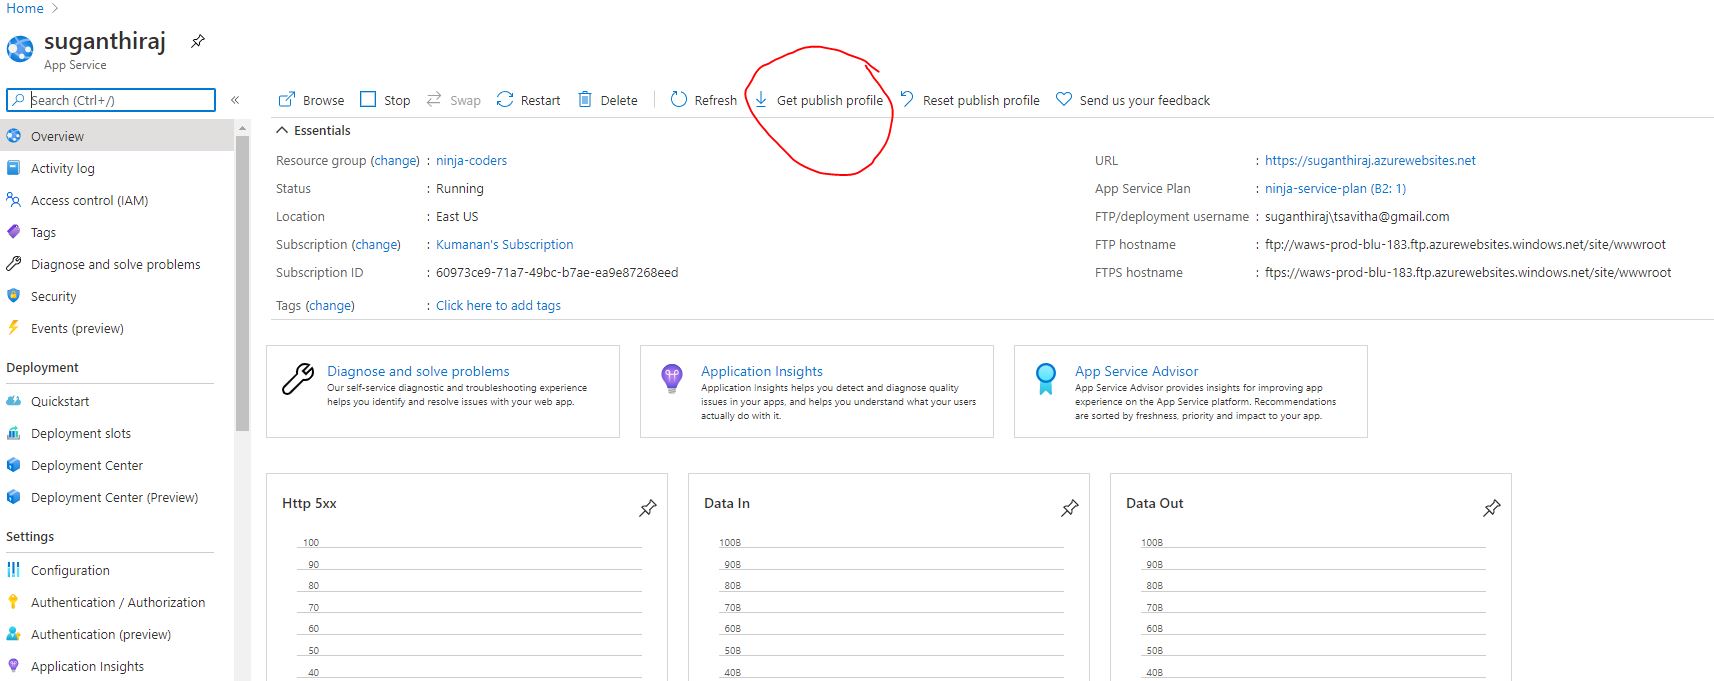 Home >
suganthiraj
App Service
Search (Ctrl+/)
«
Overview
Activity log
Access control (IAM)
Tags
Diagnose and solve problems
Security
Events (preview)
Deployment
Quickstart
Deployment slots
Deployment Center
Deployment Center (Preview)
Settings
Configuration
Authentication / Authorization
Authentication (preview)
Application Insights
Browse Stop Swap Restart Delete Refresh Get publish profile Reset publish profile Send us your feedback
Essentials
Resource group (change) : ninja-coders
Status : Running
Location : East US
Subscription (change) : Kumanan's Subscription
Subscription ID : 60973ce9-71a7-49bc-b7ae-ea9e87268eed
Tags (change) : Click here to add tags
URL : https://suganthiraj.azurewebsites.net
App Service Plan : ninja-service-plan (B2: 1)
FTP/deployment username : suganthiraj\tsavitha@gmail.com
FTP hostname : ftp://waws-prod-blu-183.ftp.azurewebsites.windows.net/site/wwwroot
FTPS hostname : ftps://waws-prod-blu-183.ftp.azurewebsites.windows.net/site/wwwroot
Diagnose and solve problems
Our self-service diagnostic and troubleshooting experience
helps you identify and resolve issues with your web app.
Application Insights
Application Insights helps you detect and diagnose quality
issues in your apps, and helps you understand what your users
actually do with it.
App Service Advisor
App Service Advisor provides insights for improving app
experience on the App Service platform. Recommendations
are sorted by freshness, priority and impact to your app.
Http 5xx
100
90
80
70
60
50
40
Data In
100B
90B
80B
70B
60B
50B
40B
Data Out
100B
90B
80B
70B
60B
50B
40B